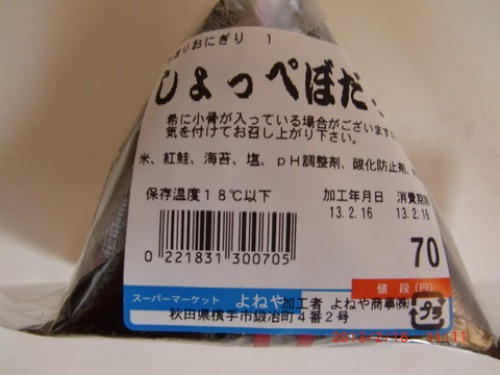 おにぎり 1
しょっぺぼだ
希に小骨が入っている場合がございますの
気を付けてお召し上がり下さい。
米、紅鮭、海苔、塩、pH調整剤、酸化防止剤、
保存温度18℃以下
加工年月日 消費期限
13.2.16 13.2.16
0 221831 300705
70
値 段(円)
スーパーマーケット よねや
加工者 よねや商事㈱
秋田県横手市鍛冶町4番2号
プラ